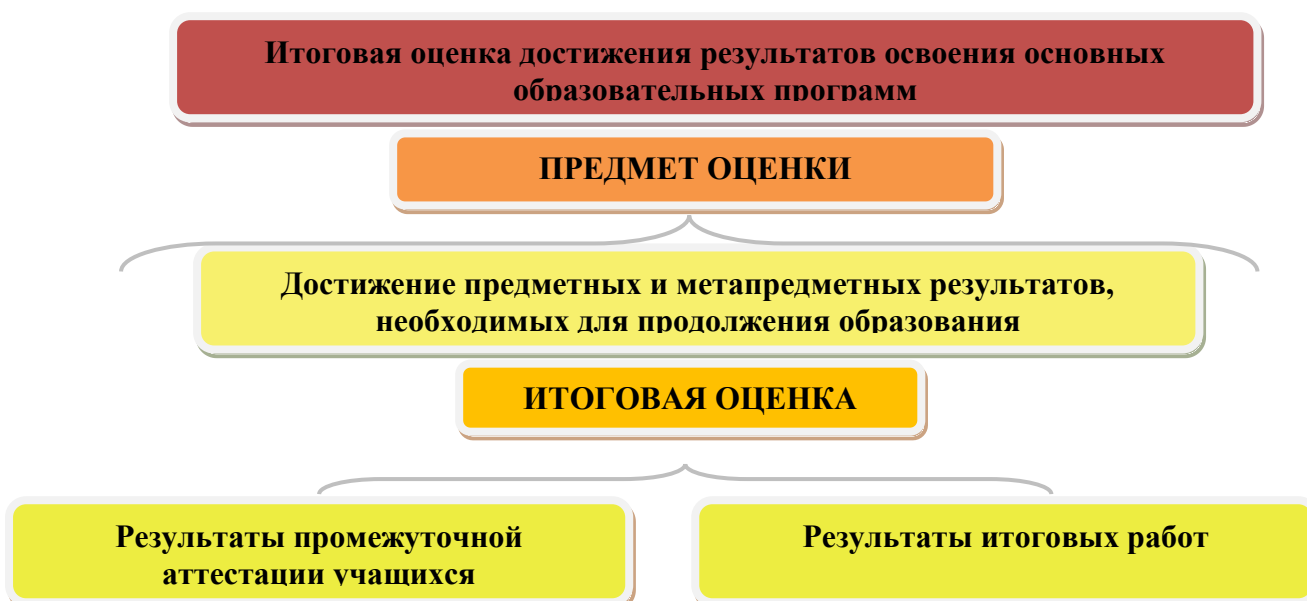 Итоговая оценка достижения результатов освоения основных
образовательных программ
ПРЕДМЕТ ОЦЕНКИ
Достижение предметных и метапредметных результатов,
необходимых для продолжения образования
ИТОГОВАЯ ОЦЕНКА
Результаты промежуточной
аттестации учащихся
Результаты итоговых работ